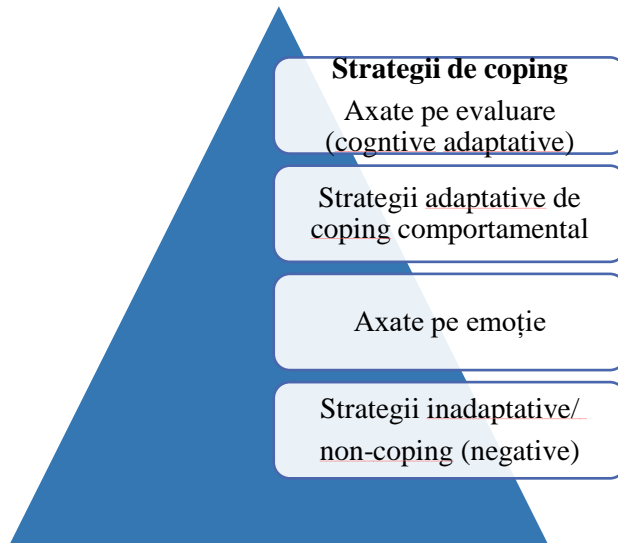 Strategii de coping
Axate pe evaluare
(cogntive adaptative)
Strategii adaptative de
coping comportamental
Axate pe emoție
Strategii inadaptative/
non-coping (negative)